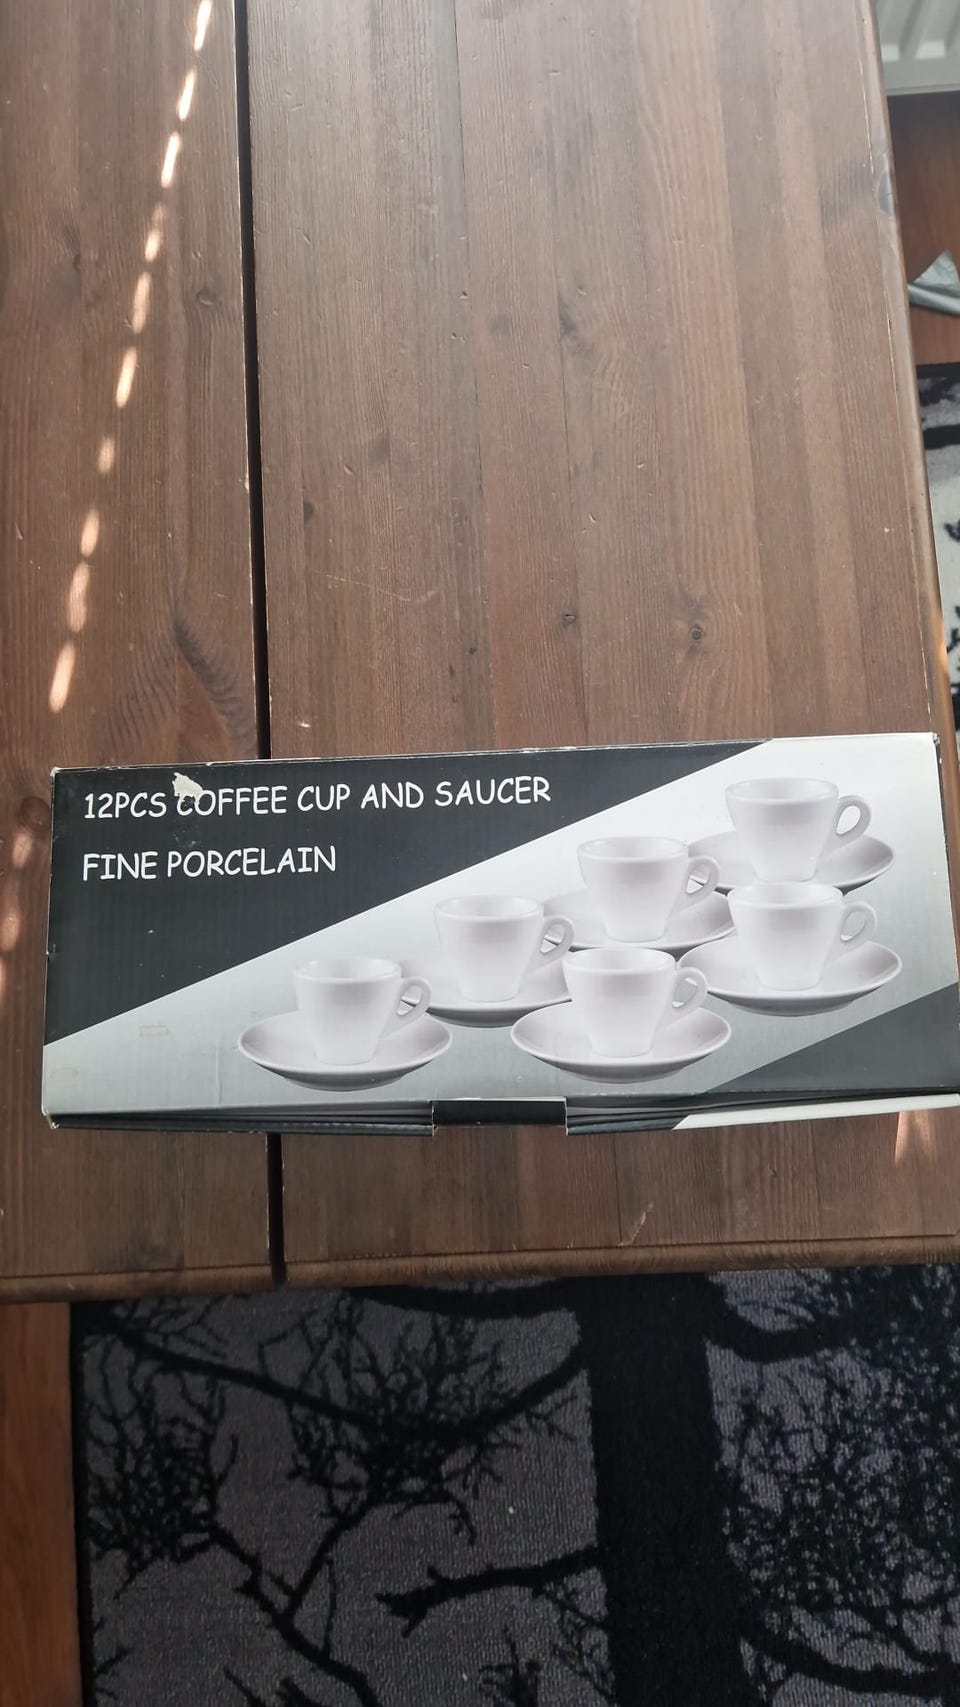 12PCS COFFEE CUP AND SAUCER
FINE PORCELAIN